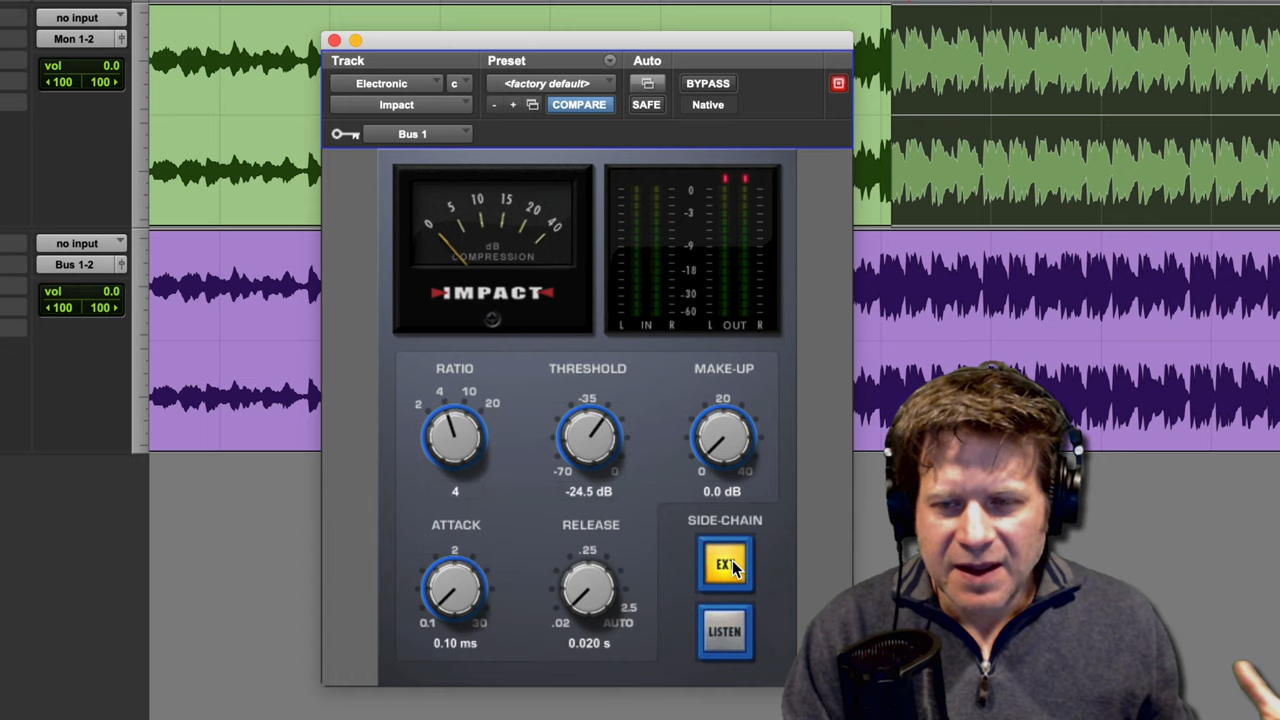 no input
Mon 1-2
vol 0.0
100 100
no input
Bus 1-2
vol 0.0
100 100
Track Preset Auto
Electronic c <factory default> BYPASS
Impact - + COMPARE SAFE Native
Bus 1
0 5 10 15 20 40
dB
COMPRESSION
IMPACT
0
-3
-9
-18
-30
-60
L IN R L OUT R
RATIO THRESHOLD MAKE-UP
2 4 10 20 -35 20
-70 0 0 40
4 -24.5 dB 0.0 dB
ATTACK RELEASE SIDE-CHAIN
2 .25
EXT
0.1 30 .02 2.5 AUTO
LISTEN
0.10 ms 0.020 s